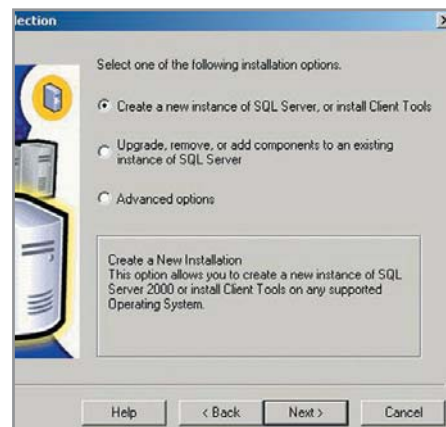 lection
Select one of the following installation options.
Create a new instance of SQL Server, or install Client Tools
Upgrade, remove, or add components to an existing
instance of SQL Server
Advanced options
Create a New Installation
This option allows you to create a new instance of SQL
Server 2000 or install Client Tools on any supported
Operating System.
Help
< Back
Next >
Cancel